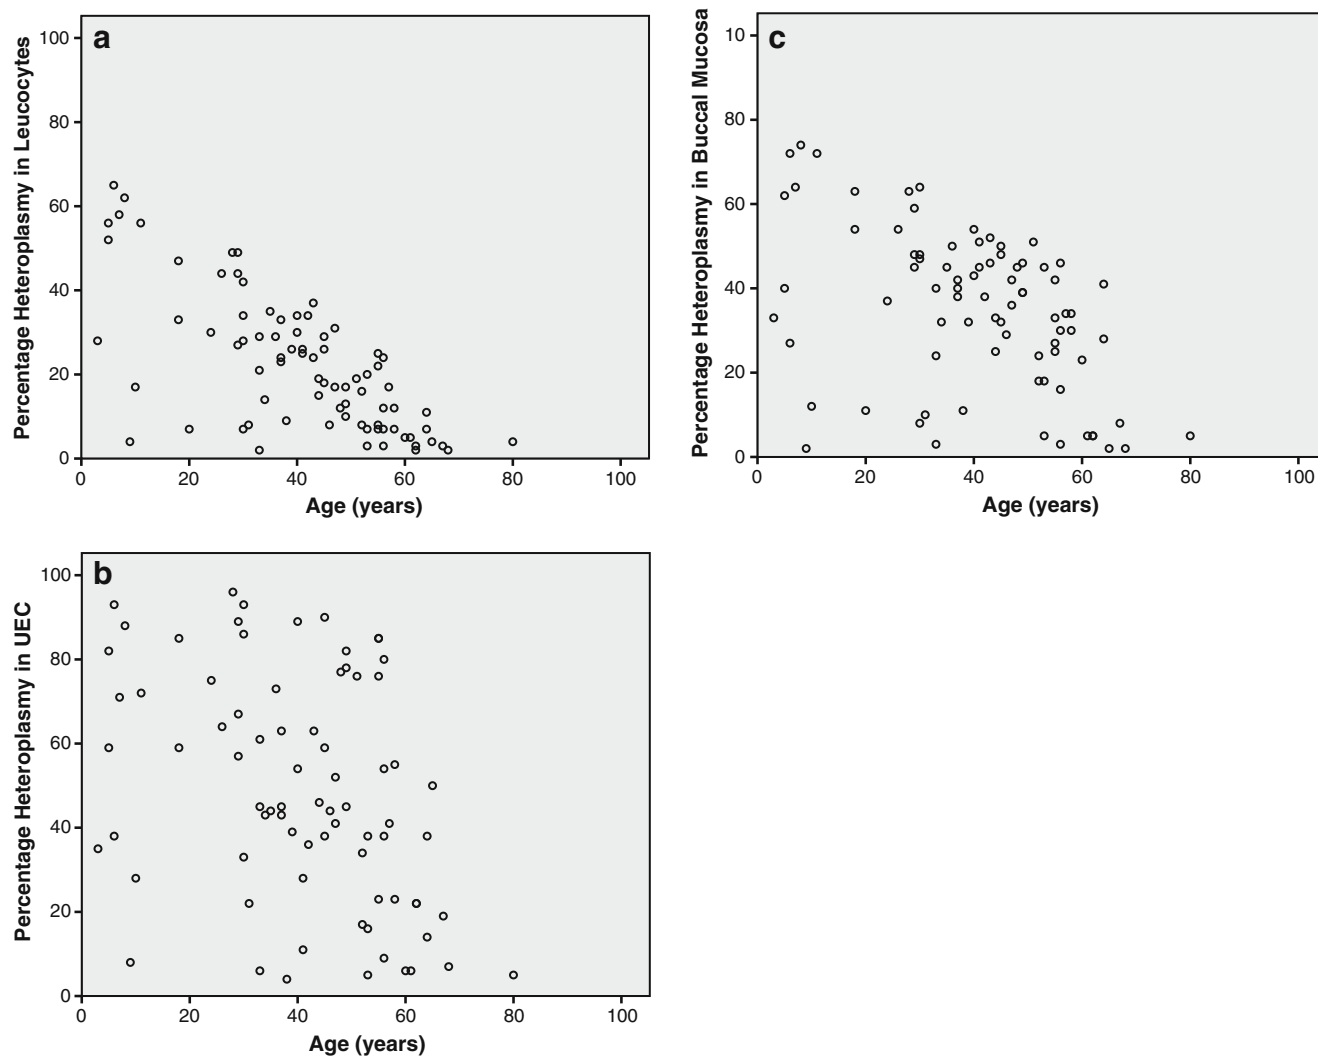 a
Percentage Heteroplasmy in Leucocytes
100
80
60
40
20
0
0 20 40 60 80 100
Age (years)
c
Percentage Heteroplasmy in Buccal Mucosa
10
80
60
40
20
0
0 20 40 60 80 100
Age (years)
b
Percentage Heteroplasmy in UEC
100
80
60
40
20
0
0 20 40 60 80 100
Age (years)